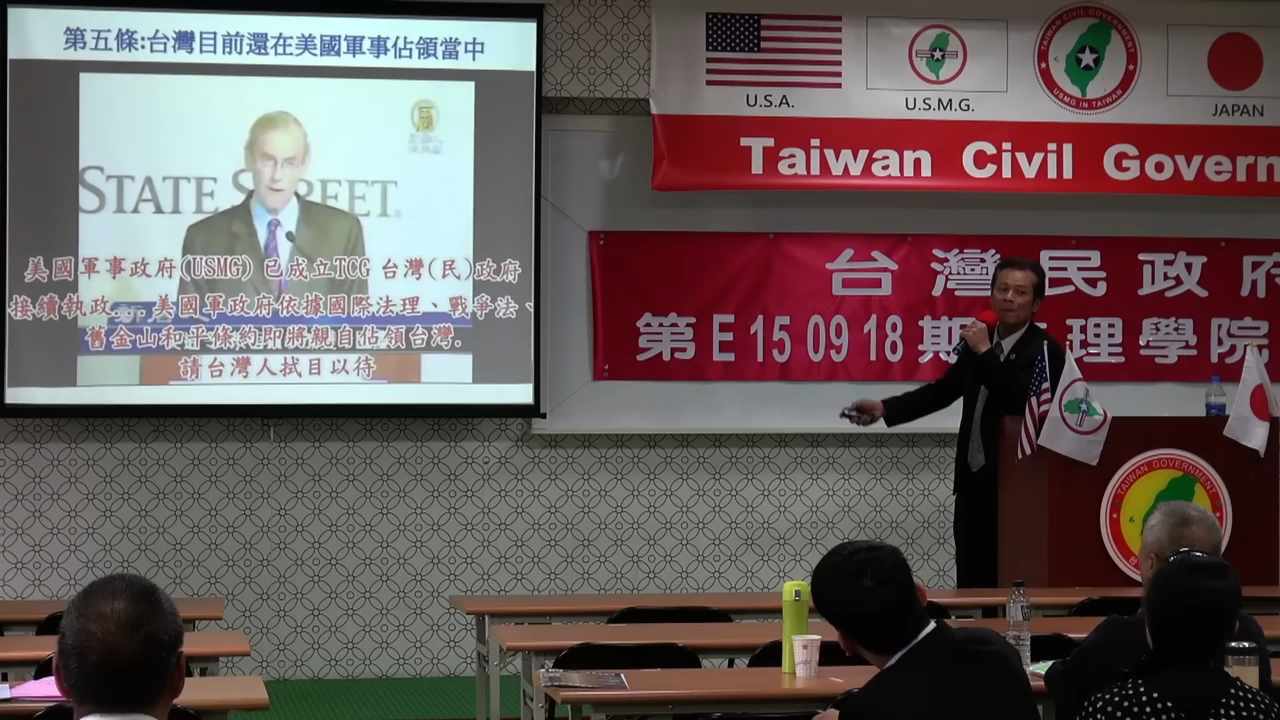 第五條:台灣目前還在美國軍事佔領當中
STATE STREET
美國軍事政府(USMG) 已成立TCG 台灣(民)政府
接續執政...美國軍政府依據國際法理、戰爭法、
舊金山和平條約即將親自佔領台灣.
請台灣人拭目以待
U.S.A.
U.S.M.G.
TAIWAN CIVIL GOVERNMENT
USMG IN TAIWAN
JAPAN
Taiwan Civil Govern
台灣民政府
第E 15 09 18期 理學院
TAIWAN GOVERNMENT